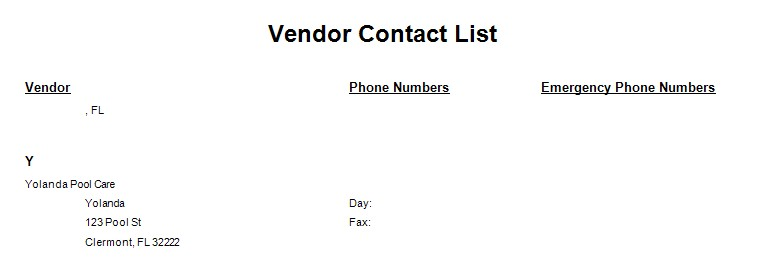 Vendor Contact List
Vendor Phone Numbers Emergency Phone Numbers
, FL
Y
Yolanda Pool Care
Yolanda Day:
123 Pool St Fax:
Clermont, FL 32222